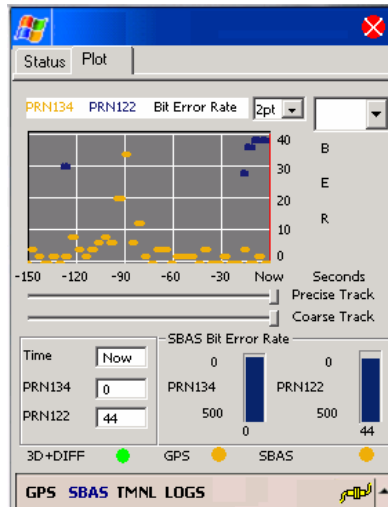 Status Plot
PRN134 PRN122 Bit Error Rate 2pt
40
30
20
10
0
B
E
R
-150 -120 -90 -60 -30 Now Seconds
Precise Track
Coarse Track
Time Now
PRN134 0
PRN122 44
SBAS Bit Error Rate
0 0
PRN134 PRN122
500 500
0 44
3D+DIFF GPS SBAS
GPS SBAS TMNL LOGS